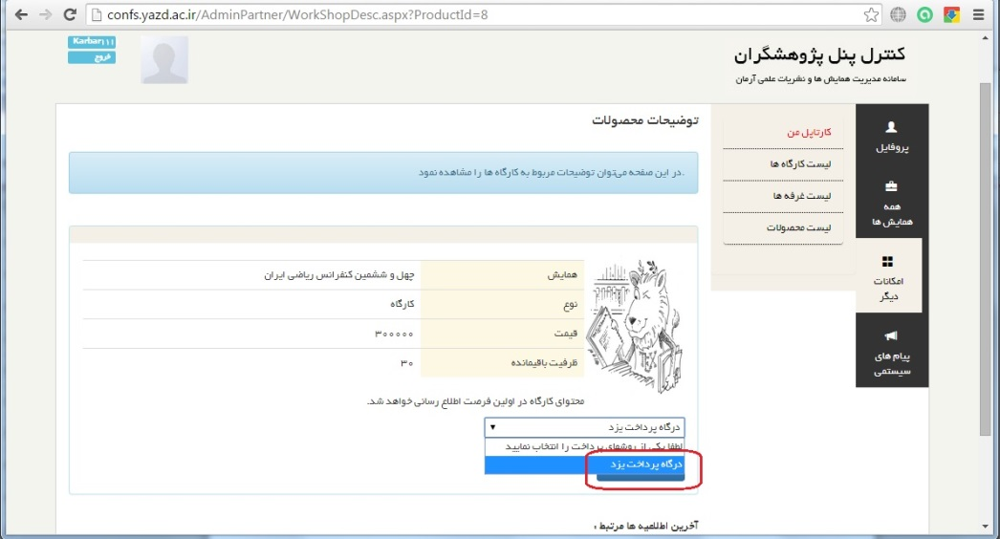 confs.yazd.ac.ir/AdminPartner/WorkShopDesc.aspx?ProductId=8
کنترل پنل پژوهشگران
سامانه مدیریت همایش ها و نشریات علمی آرمان
Karbar111
خروج
پروفایل
همه
همایش ها
امکانات
دیگر
پیام های
سیستمی
کارتابل من
لیست کارگاه ها
لیست غرفه ها
لیست محصولات
توضیحات محصولات
.در این صفحه می‌توان توضیحات مربوط به کارگاه ها را مشاهده نمود
همایش چهل و ششمین کنفرانس ریاضی ایران
نوع کارگاه
قیمت ۳۰۰۰۰۰
ظرفیت باقیمانده ۳۰
محتوای کارگاه در اولین فرصت اطلاع رسانی خواهد شد.
درگاه پرداخت یزد
لطفا یکی از روشهای پرداخت را انتخاب نمایید
درگاه پرداخت یزد
آخرین اطلاعیه ها مرتبط :